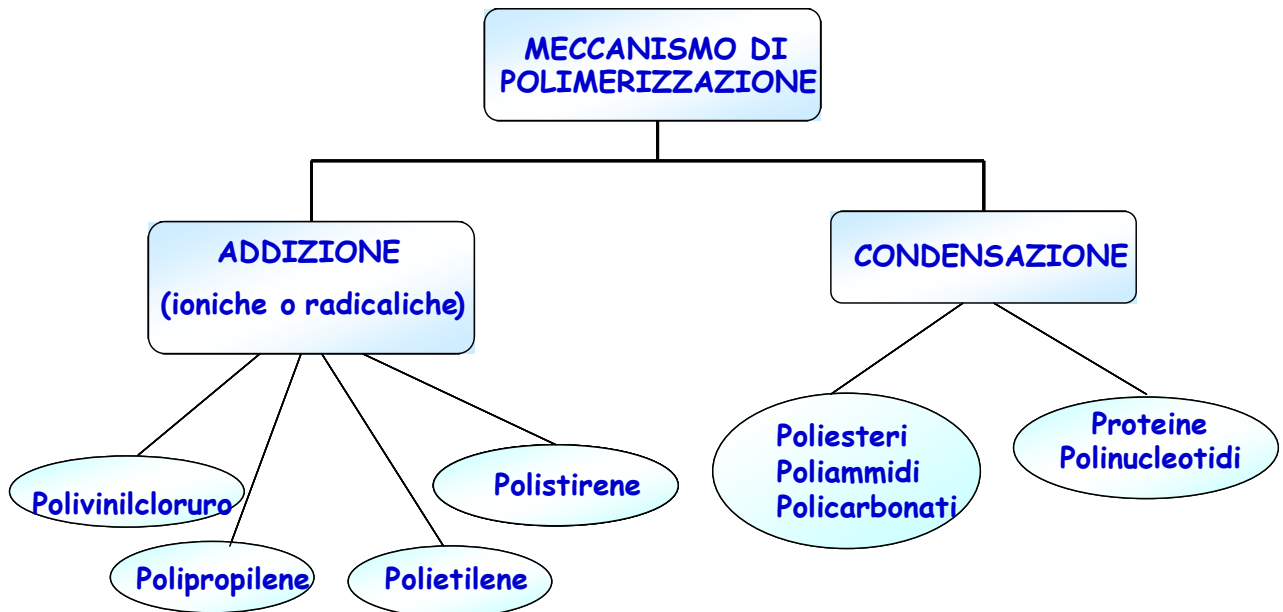 MECCANISMO DI
POLIMERIZZAZIONE
ADDIZIONE
(ioniche o radicaliche)
CONDENSAZIONE
Polivinilcloruro
Polipropilene
Polietilene
Polistirene
Poliesteri
Poliammidi
Policarbonati
Proteine
Polinucleotidi